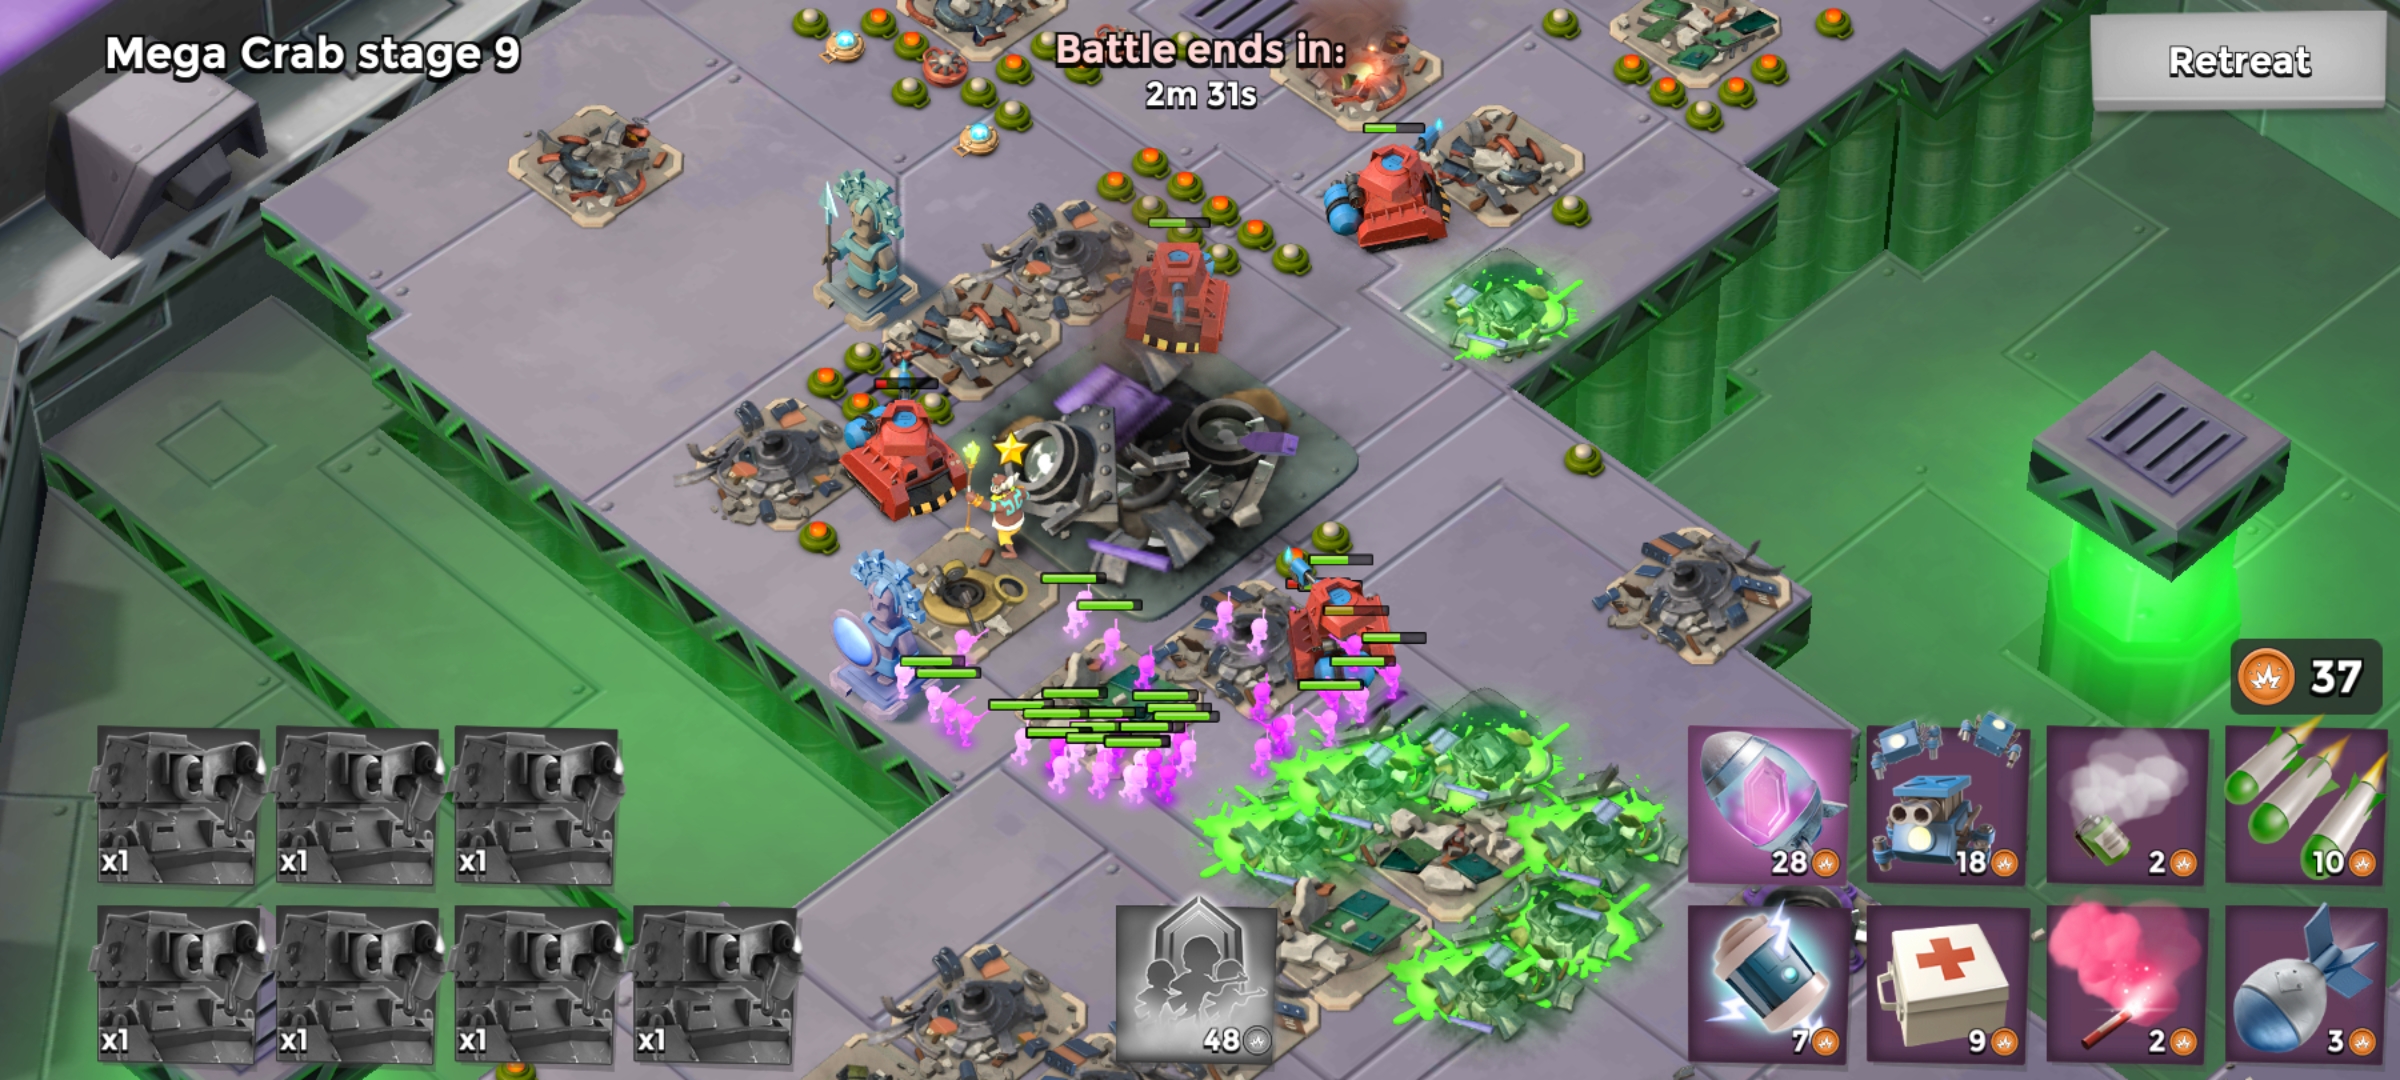 Mega Crab stage 9
Battle ends in:
2m 31s
Retreat
37
x1
x1
x1
28
18
2
10
x1
x1
x1
x1
48
7
9
2
3